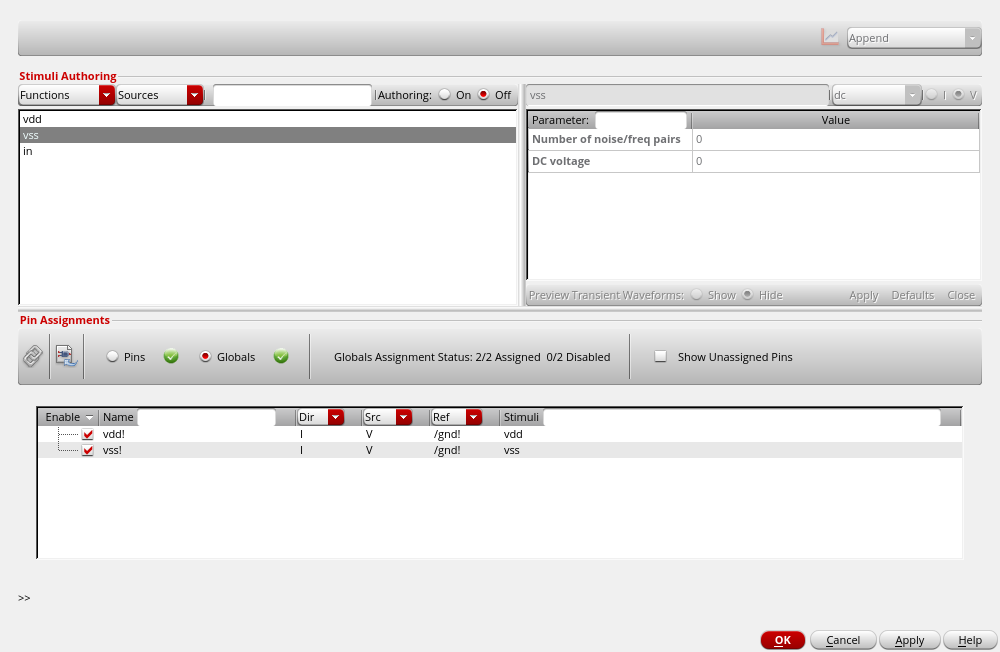 Append
Stimuli Authoring
Functions Sources Authoring: On Off vss dc I V
vdd
vss
in
Parameter: Value
Number of noise/freq pairs 0
DC voltage 0
Preview Transient Waveforms: Show Hide Apply Defaults Close
Pin Assignments
Pins Globals Globals Assignment Status: 2/2 Assigned 0/2 Disabled Show Unassigned Pins
Enable Name Dir Src Ref Stimuli
vdd! I V /gnd! vdd
vss! I V /gnd! vss
>>
OK Cancel Apply Help